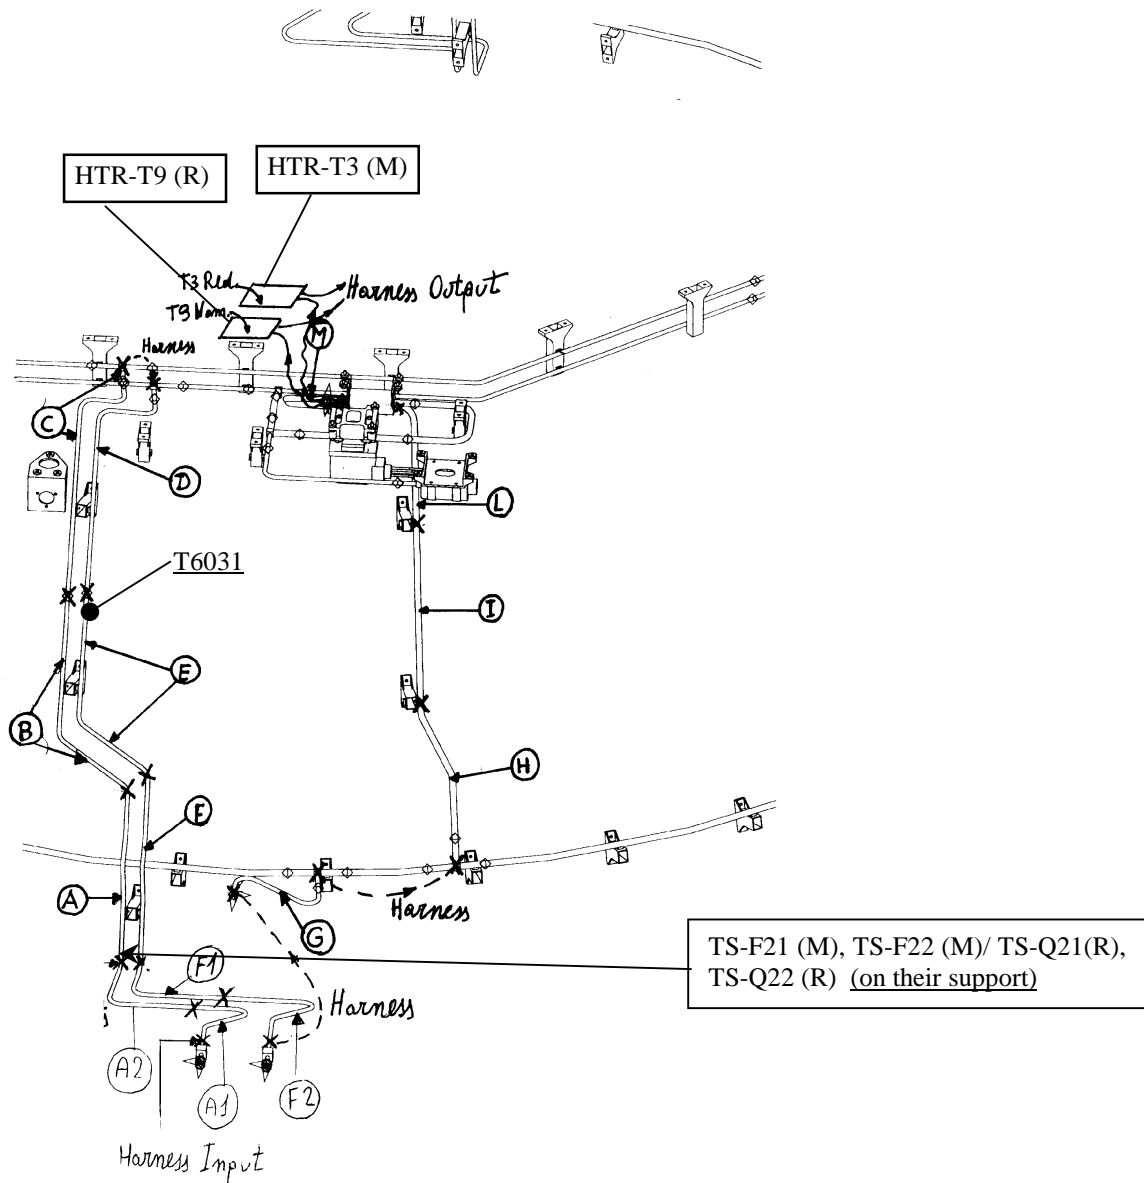 HTR-T9 (R)
HTR-T3 (M)
T3 Red.
Harness Output
T9 Nom.
M
Harness
C
D
L
T6031
I
E
B
H
F
A
Harness
G
TS-F21 (M), TS-F22 (M)/ TS-Q21(R),
TS-Q22 (R) (on their support)
F1
Harness
A2
A1
F2
Harness Input